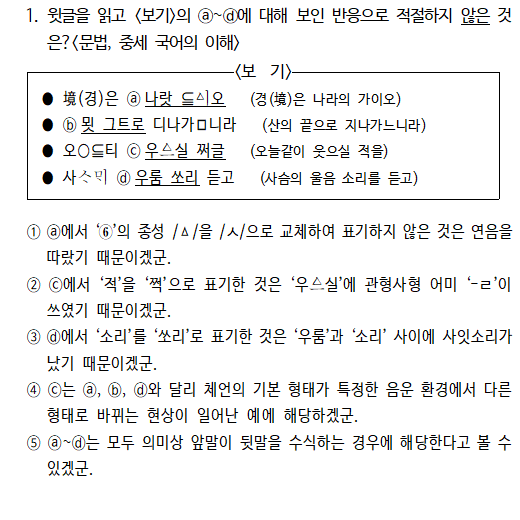 1. 윗글을 읽고 〈보기〉의 ⓐ~ⓓ에 대해 보인 반응으로 적절하지 않은 것
은?〈문법, 중세 국어의 이해〉
〈보 기〉
● 境(경)은 ⓐ 나랏 ⊆ㅿㅣ오 (경(境)은 나라의 가이오)
● ⓑ 묏 그트로 디나가ㅁ니라 (산의 끝으로 지나가느니라)
● 오○⊆티 ⓒ 우스실 쩌글 (오늘같이 웃으실 적을)
● 사ㅅ미 ⓓ 우룸 쏘리 듣고 (사슴의 울음 소리를 듣고)
① ⓐ에서 ‘⑥’의 종성 /ㅿ/을 /ㅅ/으로 교체하여 표기하지 않은 것은 연음을
따랐기 때문이겠군.
② ⓒ에서 ‘적’을 ‘쩍’으로 표기한 것은 ‘우스실’에 관형사형 어미 ‘-ㄹ’이
쓰였기 때문이겠군.
③ ⓓ에서 ‘소리’를 ‘쏘리’로 표기한 것은 ‘우룸’과 ‘소리’ 사이에 사잇소리가
났기 때문이겠군.
④ ⓒ는 ⓐ, ⓑ, ⓓ와 달리 체언의 기본 형태가 특정한 음운 환경에서 다른
형태로 바뀌는 현상이 일어난 예에 해당하겠군.
⑤ ⓐ~ⓓ는 모두 의미상 앞말이 뒷말을 수식하는 경우에 해당한다고 볼 수
있겠군.